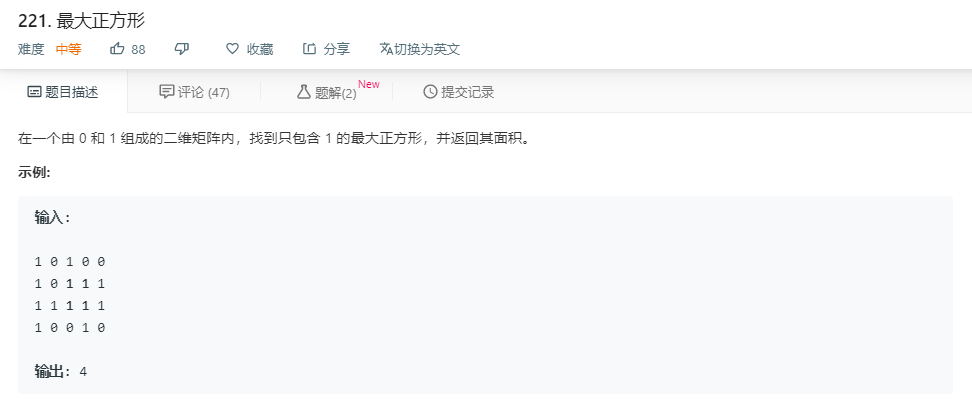 221. 最大正方形
难度 中等 88 收藏 分享 切换为英文
题目描述 评论 (47) 题解(2) New 提交记录
在一个由 0 和 1 组成的二维矩阵内，找到只包含 1 的最大正方形，并返回其面积。
示例:
输入:
1 0 1 0 0
1 0 1 1 1
1 1 1 1 1
1 0 0 1 0
输出: 4